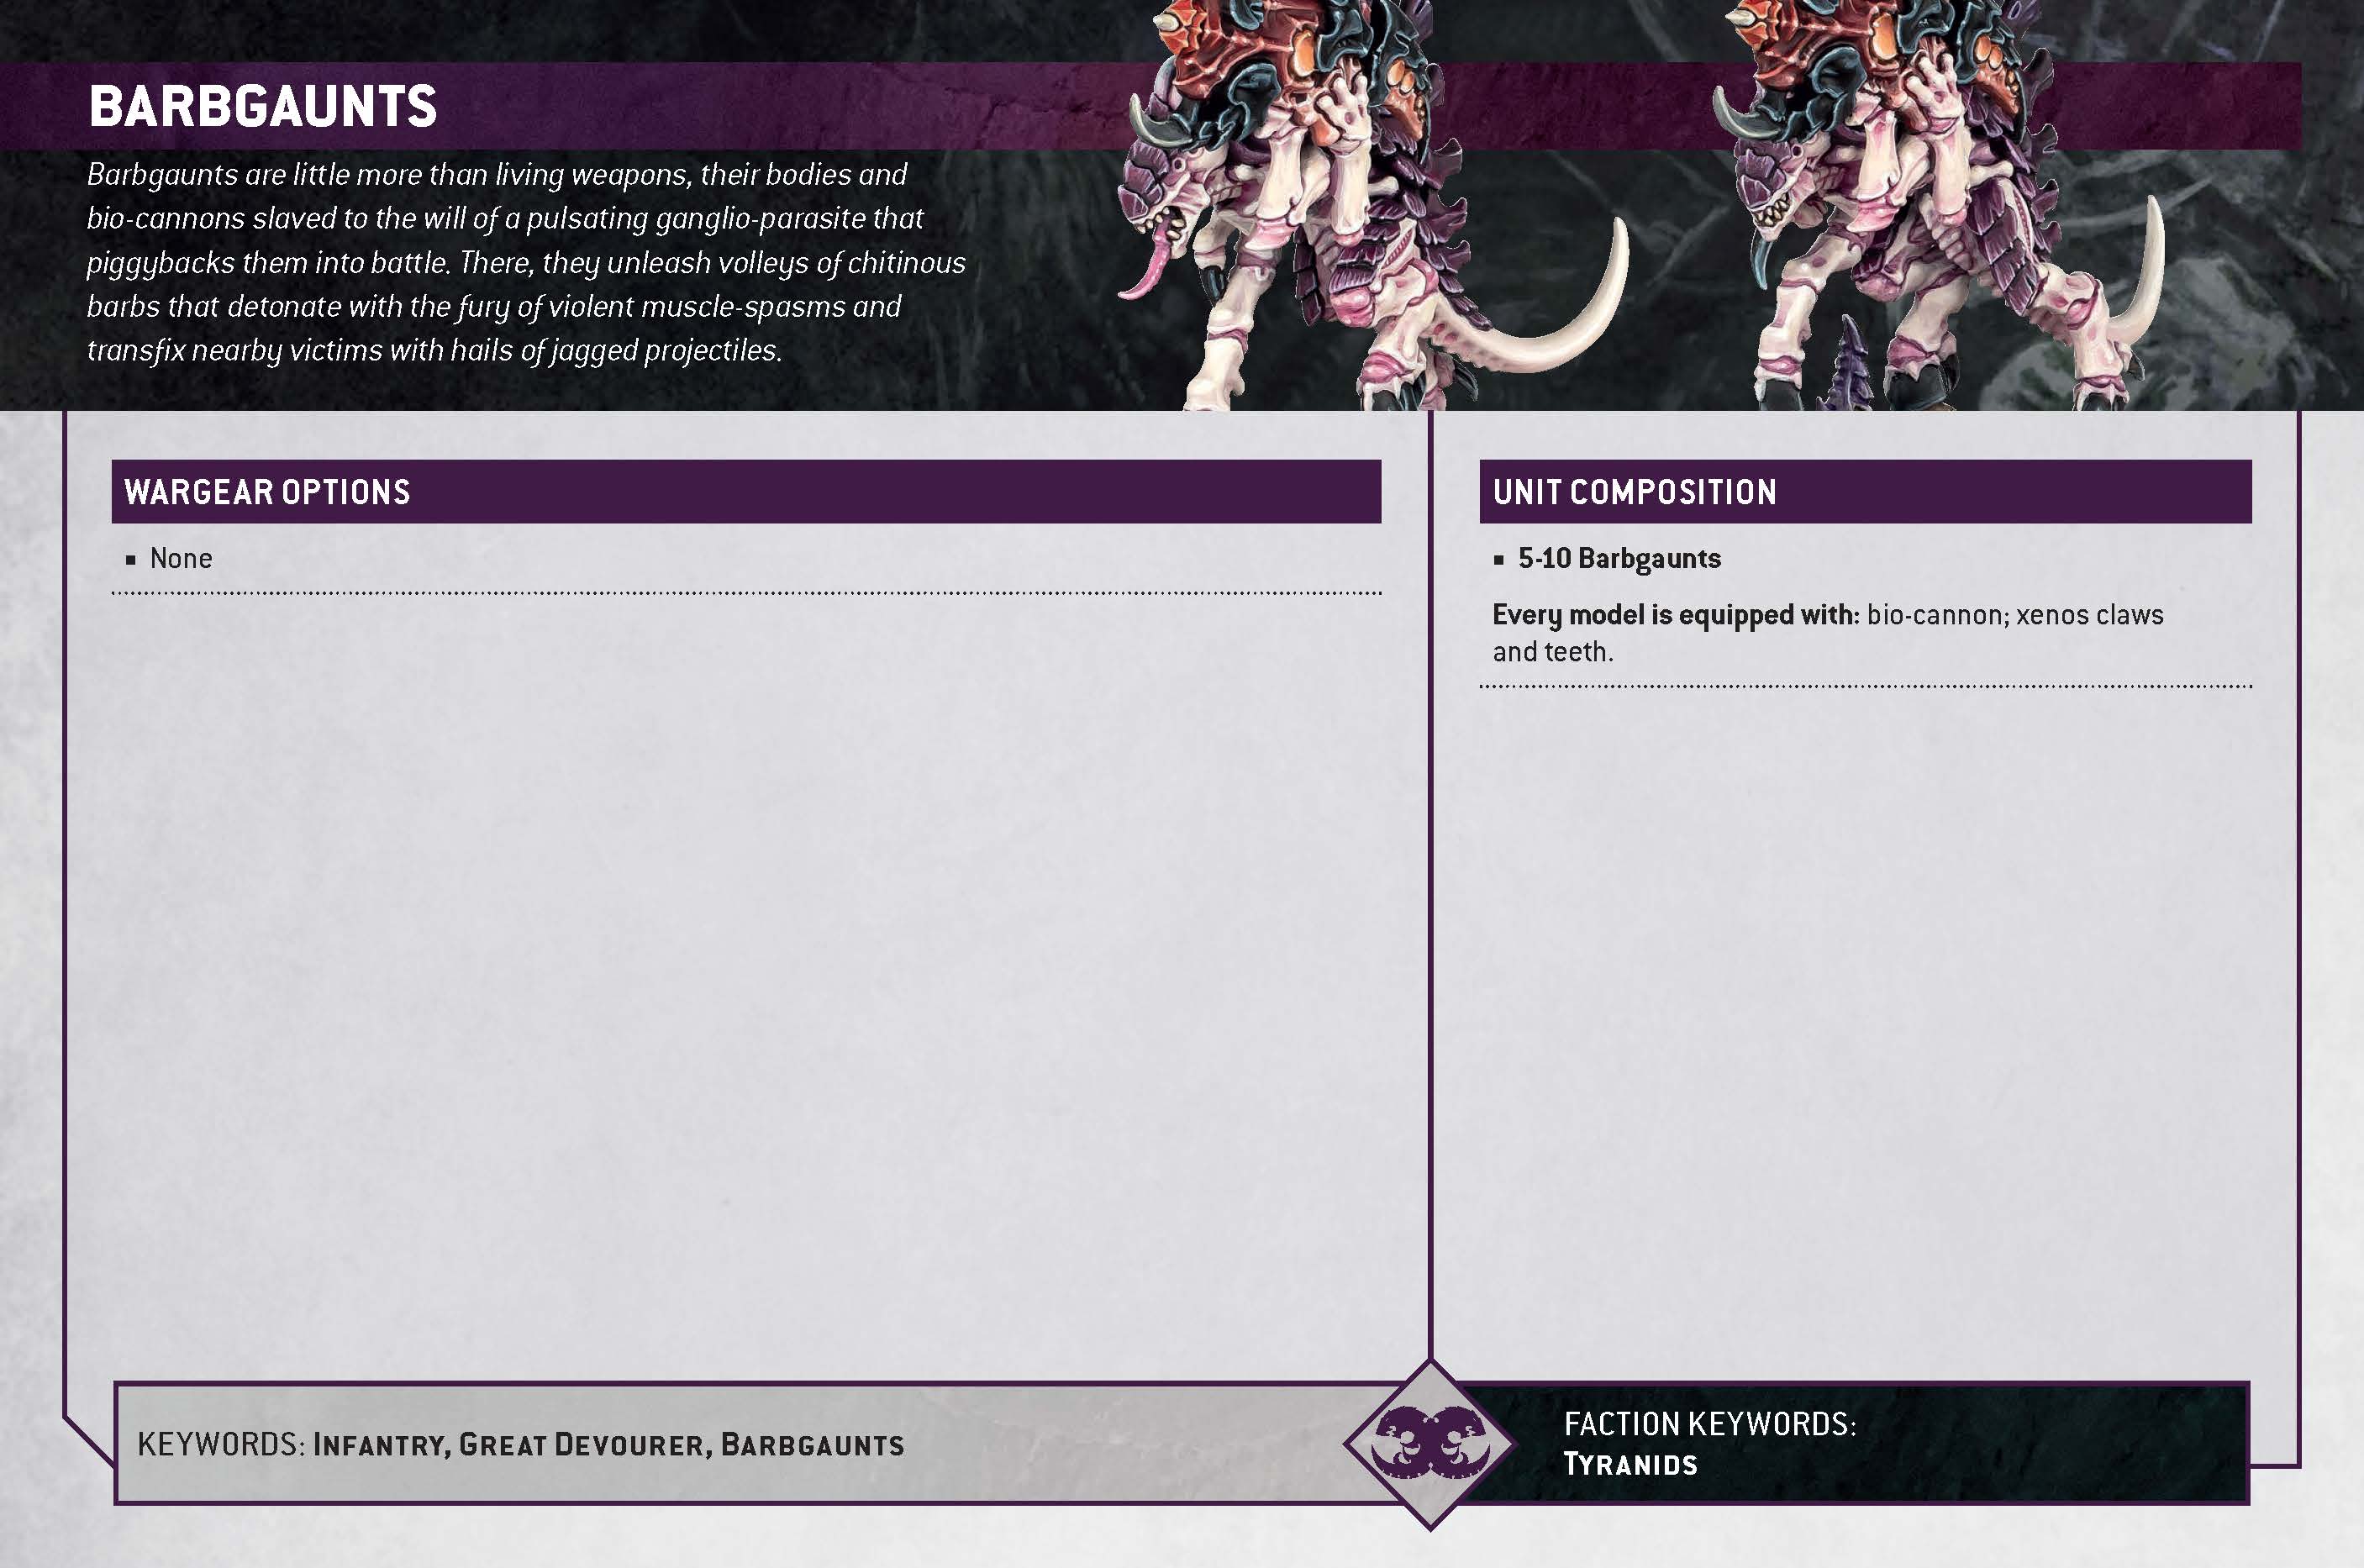 BARBGAUNTS
Barbgaunts are little more than living weapons, their bodies and
bio-cannons slaved to the will of a pulsating ganglio-parasite that
piggybacks them into battle. There, they unleash volleys of chitinous
barbs that detonate with the fury of violent muscle-spasms and
transfix nearby victims with hails of jagged projectiles.
WARGEAR OPTIONS
▪ None
UNIT COMPOSITION
▪ 5-10 Barbgaunts
Every model is equipped with: bio-cannon; xenos claws
and teeth.
KEYWORDS: INFANTRY, GREAT DEVOURER, BARBGAUNTS
FACTION KEYWORDS:
TYRANIDS